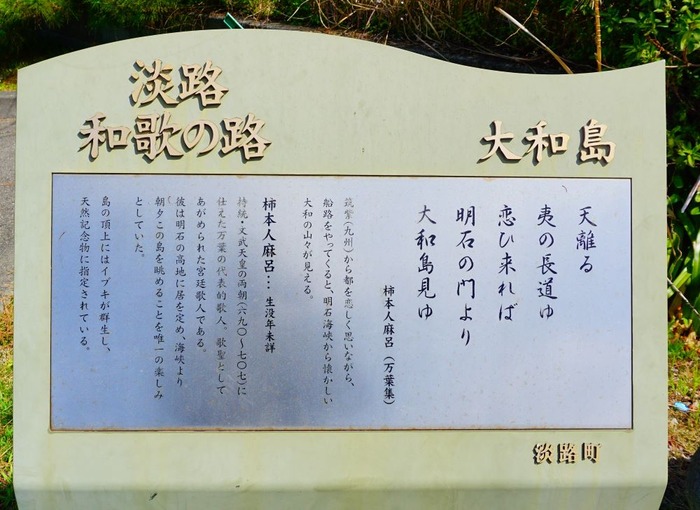 淡路
和歌の路
大和島
天離る
夷の長道ゆ
恋ひ来れば
明石の門より
大和島見ゆ
柿本人麻呂（万葉集）
筑紫（九州）から都を恋しく思いながら、
船路をやってくると、明石海峡から懐かしい
大和の山々が見える。
柿本人麻呂… 生没年未詳
持統・文武天皇の両朝（六九〇〜七〇七）に
仕えた万葉の代表的歌人。歌聖として
あがめられた宮廷歌人である。
彼は明石の高地に居を定め、海峡より
朝夕この島を眺めることを唯一の楽しみ
としていた。
島の頂上にはイブキが群生し、
天然記念物に指定されている。
淡路町